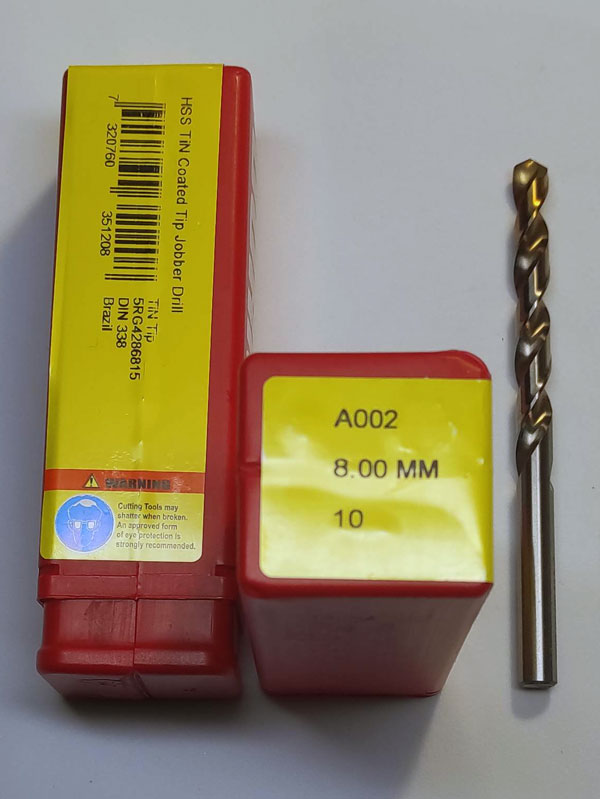 HSS TiN Coated Tip Jobber Drill
7 320760 351208
TiN Tip
5RG4286815
DIN 338
Brazil
WARNING
Cutting Tools may
shatter when broken.
An approved form
of eye protection is
strongly recommended.
A002
8.00 MM
10